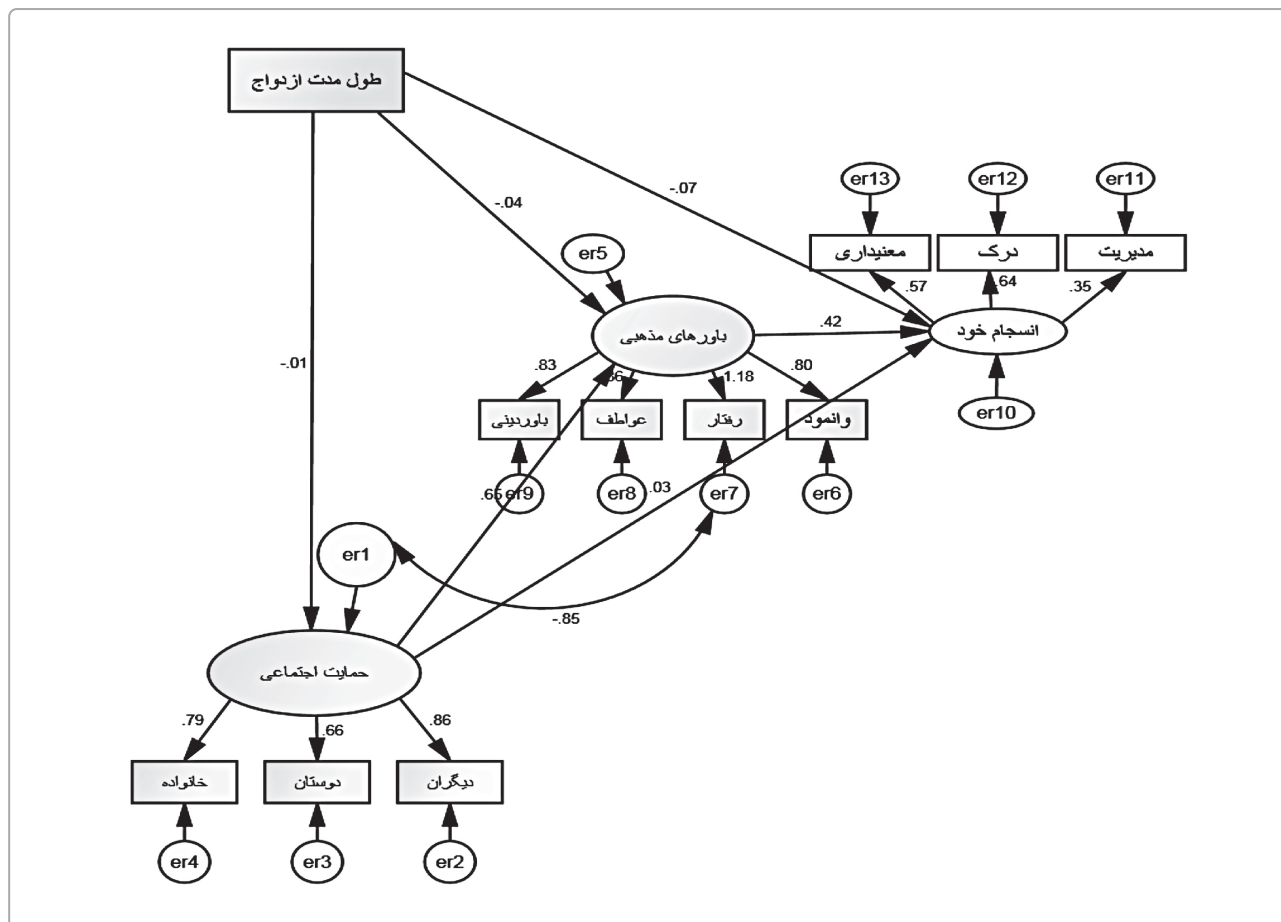 طول مدت ازدواج
-.07
-.04
-.01
er13
er12
er11
معنیداری
درک
مدیریت
.57
.64
.35
er5
باورهای مذهبی
.42
انسجام خود
er10
.83
1.18
.80
باوردینی
عواطف
رفتار
وانمود
er9
er8
er7
er6
.65
.03
er1
-.85
حمایت اجتماعی
.79
.66
.86
خانواده
دوستان
دیگران
er4
er3
er2